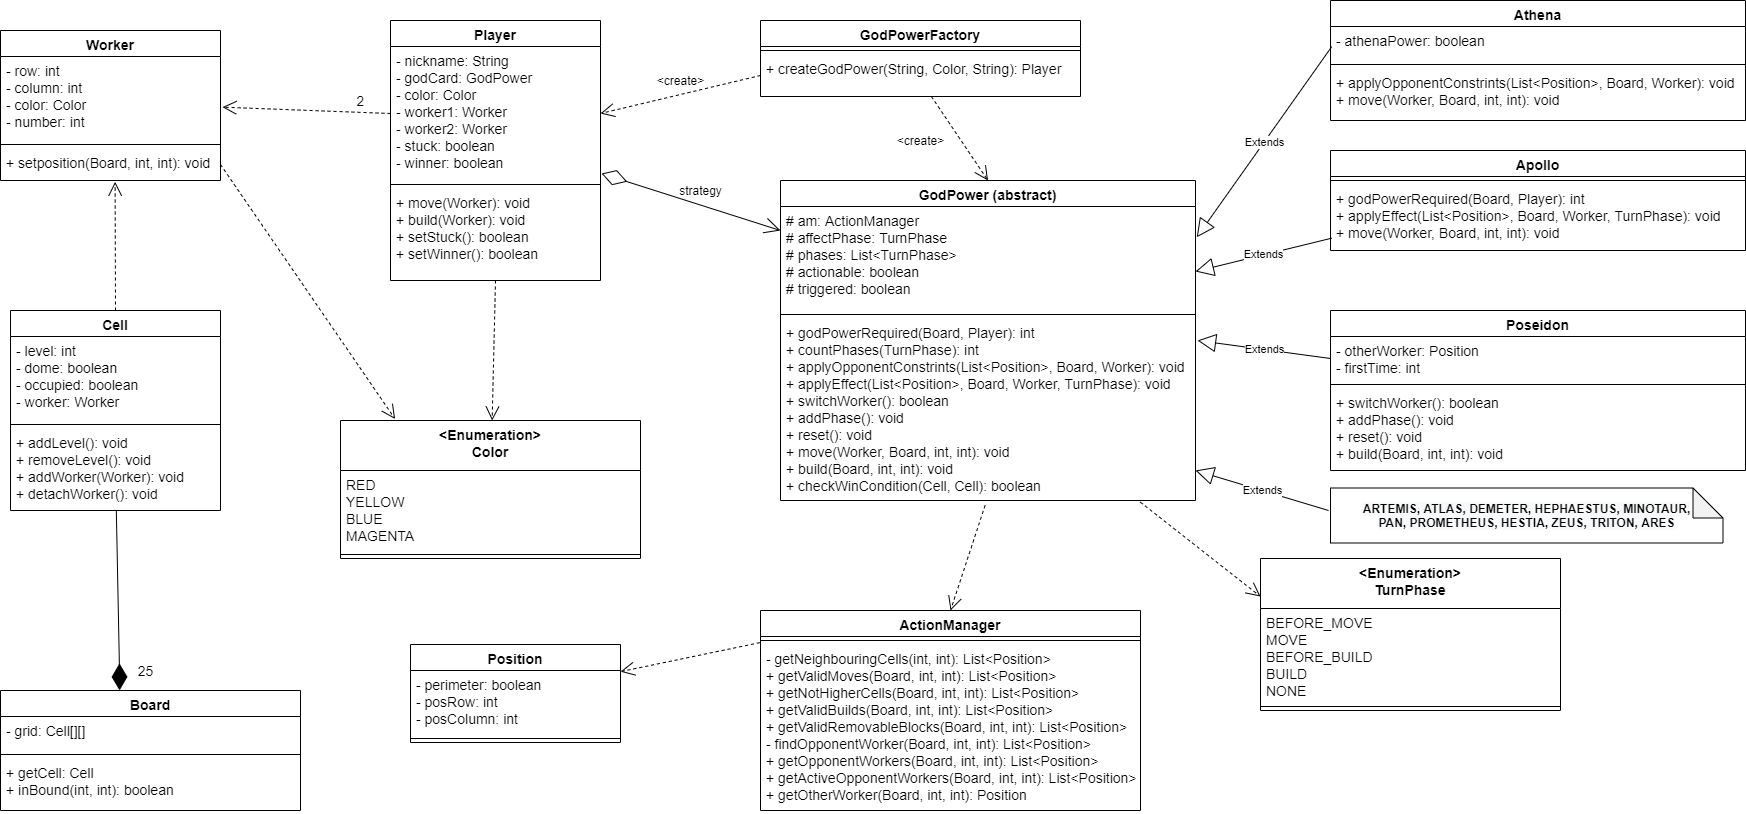 Worker
- row: int
- column: int
- color: Color
- number: int
+ setposition(Board, int, int): void
2
Player
- nickname: String
- godCard: GodPower
- color: Color
- worker1: Worker
- worker2: Worker
- stuck: boolean
- winner: boolean
+ move(Worker): void
+ build(Worker): void
+ setStuck(): boolean
+ setWinner(): boolean
<create>
GodPowerFactory
+ createGodPower(String, Color, String): Player
<create>
strategy
Athena
- athenaPower: boolean
+ applyOpponentConstrints(List<Position>, Board, Worker): void
+ move(Worker, Board, int, int): void
Extends
Apollo
+ godPowerRequired(Board, Player): int
+ applyEffect(List<Position>, Board, Worker, TurnPhase): void
+ move(Worker, Board, int, int): void
Extends
GodPower (abstract)
# am: ActionManager
# affectPhase: TurnPhase
# phases: List<TurnPhase>
# actionable: boolean
# triggered: boolean
+ godPowerRequired(Board, Player): int
+ countPhases(TurnPhase): int
+ applyOpponentConstrints(List<Position>, Board, Worker): void
+ applyEffect(List<Position>, Board, Worker, TurnPhase): void
+ switchWorker(): boolean
+ addPhase(): void
+ reset(): void
+ move(Worker, Board, int, int): void
+ build(Board, int, int): void
+ checkWinCondition(Cell, Cell): boolean
Extends
Poseidon
- otherWorker: Position
- firstTime: int
+ switchWorker(): boolean
+ addPhase(): void
+ reset(): void
+ build(Board, int, int): void
Extends
ARTEMIS, ATLAS, DEMETER, HEPHAESTUS, MINOTAUR,
PAN, PROMETHEUS, HESTIA, ZEUS, TRITON, ARES
Cell
- level: int
- dome: boolean
- occupied: boolean
- worker: Worker
+ addLevel(): void
+ removeLevel(): void
+ addWorker(Worker): void
+ detachWorker(): void
<Enumeration>
Color
RED
YELLOW
BLUE
MAGENTA
<Enumeration>
TurnPhase
BEFORE_MOVE
MOVE
BEFORE_BUILD
BUILD
NONE
25
Board
- grid: Cell[][]
+ getCell: Cell
+ inBound(int, int): boolean
Position
- perimeter: boolean
- posRow: int
- posColumn: int
ActionManager
- getNeighbouringCells(int, int): List<Position>
+ getValidMoves(Board, int, int): List<Position>
+ getNotHigherCells(Board, int, int): List<Position>
+ getValidBuilds(Board, int, int): List<Position>
+ getValidRemovableBlocks(Board, int, int): List<Position>
- findOpponentWorker(Board, int, int): List<Position>
+ getOpponentWorkers(Board, int, int): List<Position>
+ getActiveOpponentWorkers(Board, int, int): List<Position>
+ getOtherWorker(Board, int, int): Position